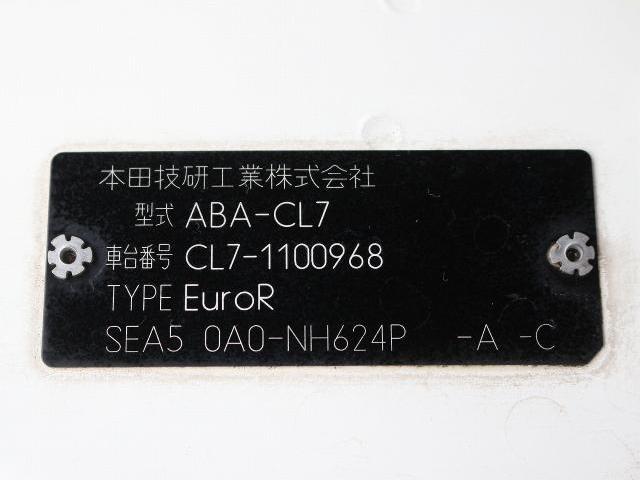 本田技研工業株式会社
型式 ABA-CL7
車台番号 CL7-1100968
TYPE EuroR
SEA5 0A0-NH624P -A -C